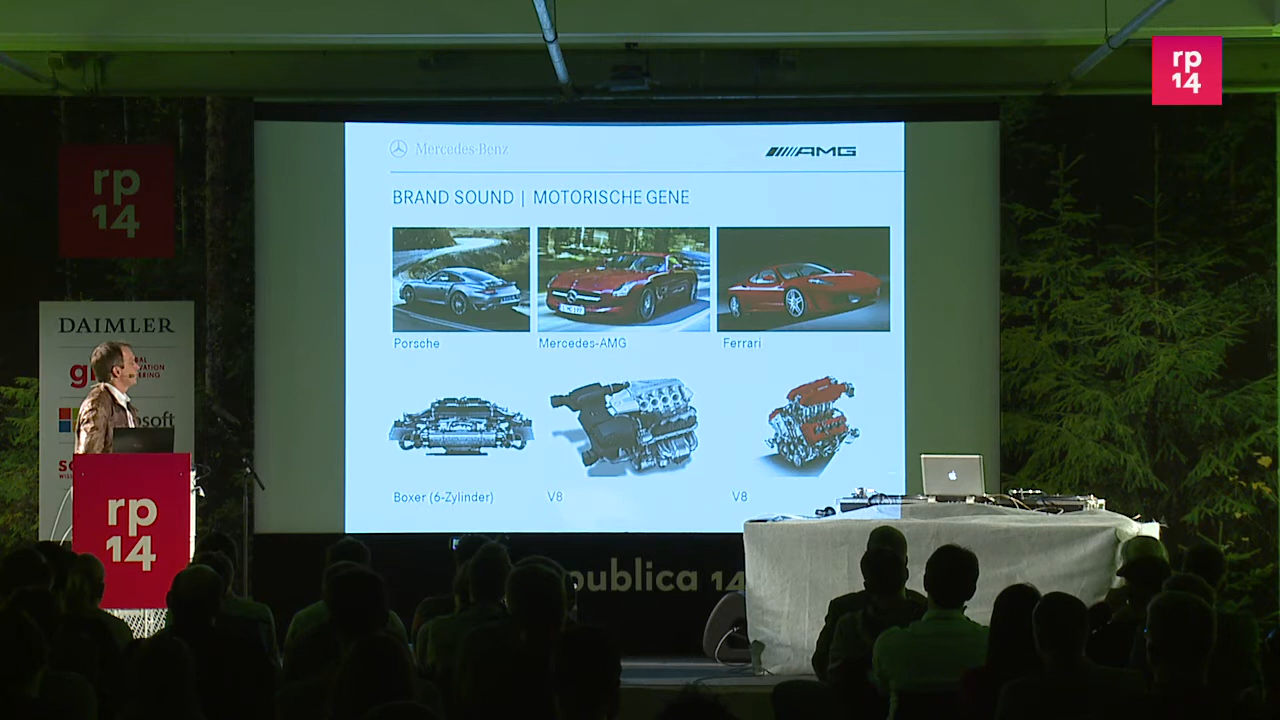 rp
14
rp
14
Mercedes-Benz
AMG
BRAND SOUND | MOTORISCHE GENE
Porsche
Mercedes-AMG
Ferrari
Boxer (6-Zylinder)
V8
V8
DAIMLER
rp
14
publica 14